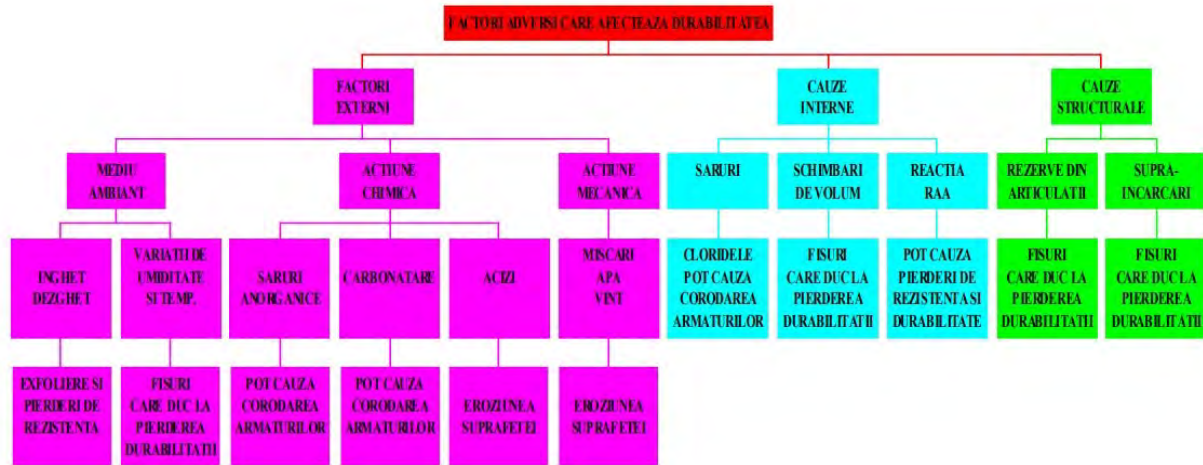 FACTORI ADVERSI CARE AFECTEAZA DURABILITATEA
FACTORI
EXTERNI
CAUZE
INTERNE
CAUZE
STRUCTURALE
MEDIU
AMBIANT
ACTIUNE
CHIMICA
ACTIUNE
MECANICA
SARURI
SCHIMBARI
DE VOLUM
REACTIA
RAA
REZERVE DIN
ARTICULATII
SUPRA-
INCARCARI
INGHET
DEZGHET
VARIATII DE
UMIDITATE
SI TEMP.
SARURI
ANORGANICE
CARBONATARE
ACIZI
MISCARI
APA
VINT
CLORIDELE
POT CAUZA
CORODAREA
ARMATURILOR
FISURI
CARE DUC LA
PIERDEREA
DURABILITATII
POT CAUZA
PIERDERI DE
REZISTENTA SI
DURABILITATE
FISURI
CARE DUC LA
PIERDEREA
DURABILITATII
FISURI
CARE DUC LA
PIERDEREA
DURABILITATII
EXFOLIERE SI
PIERDERI DE
REZISTENTA
FISURI
CARE DUC LA
PIERDEREA
DURABILITATII
POT CAUZA
CORODAREA
ARMATURILOR
POT CAUZA
CORODAREA
ARMATURILOR
EROZIUNEA
SUPRAFETEI
EROZIUNEA
SUPRAFETEI